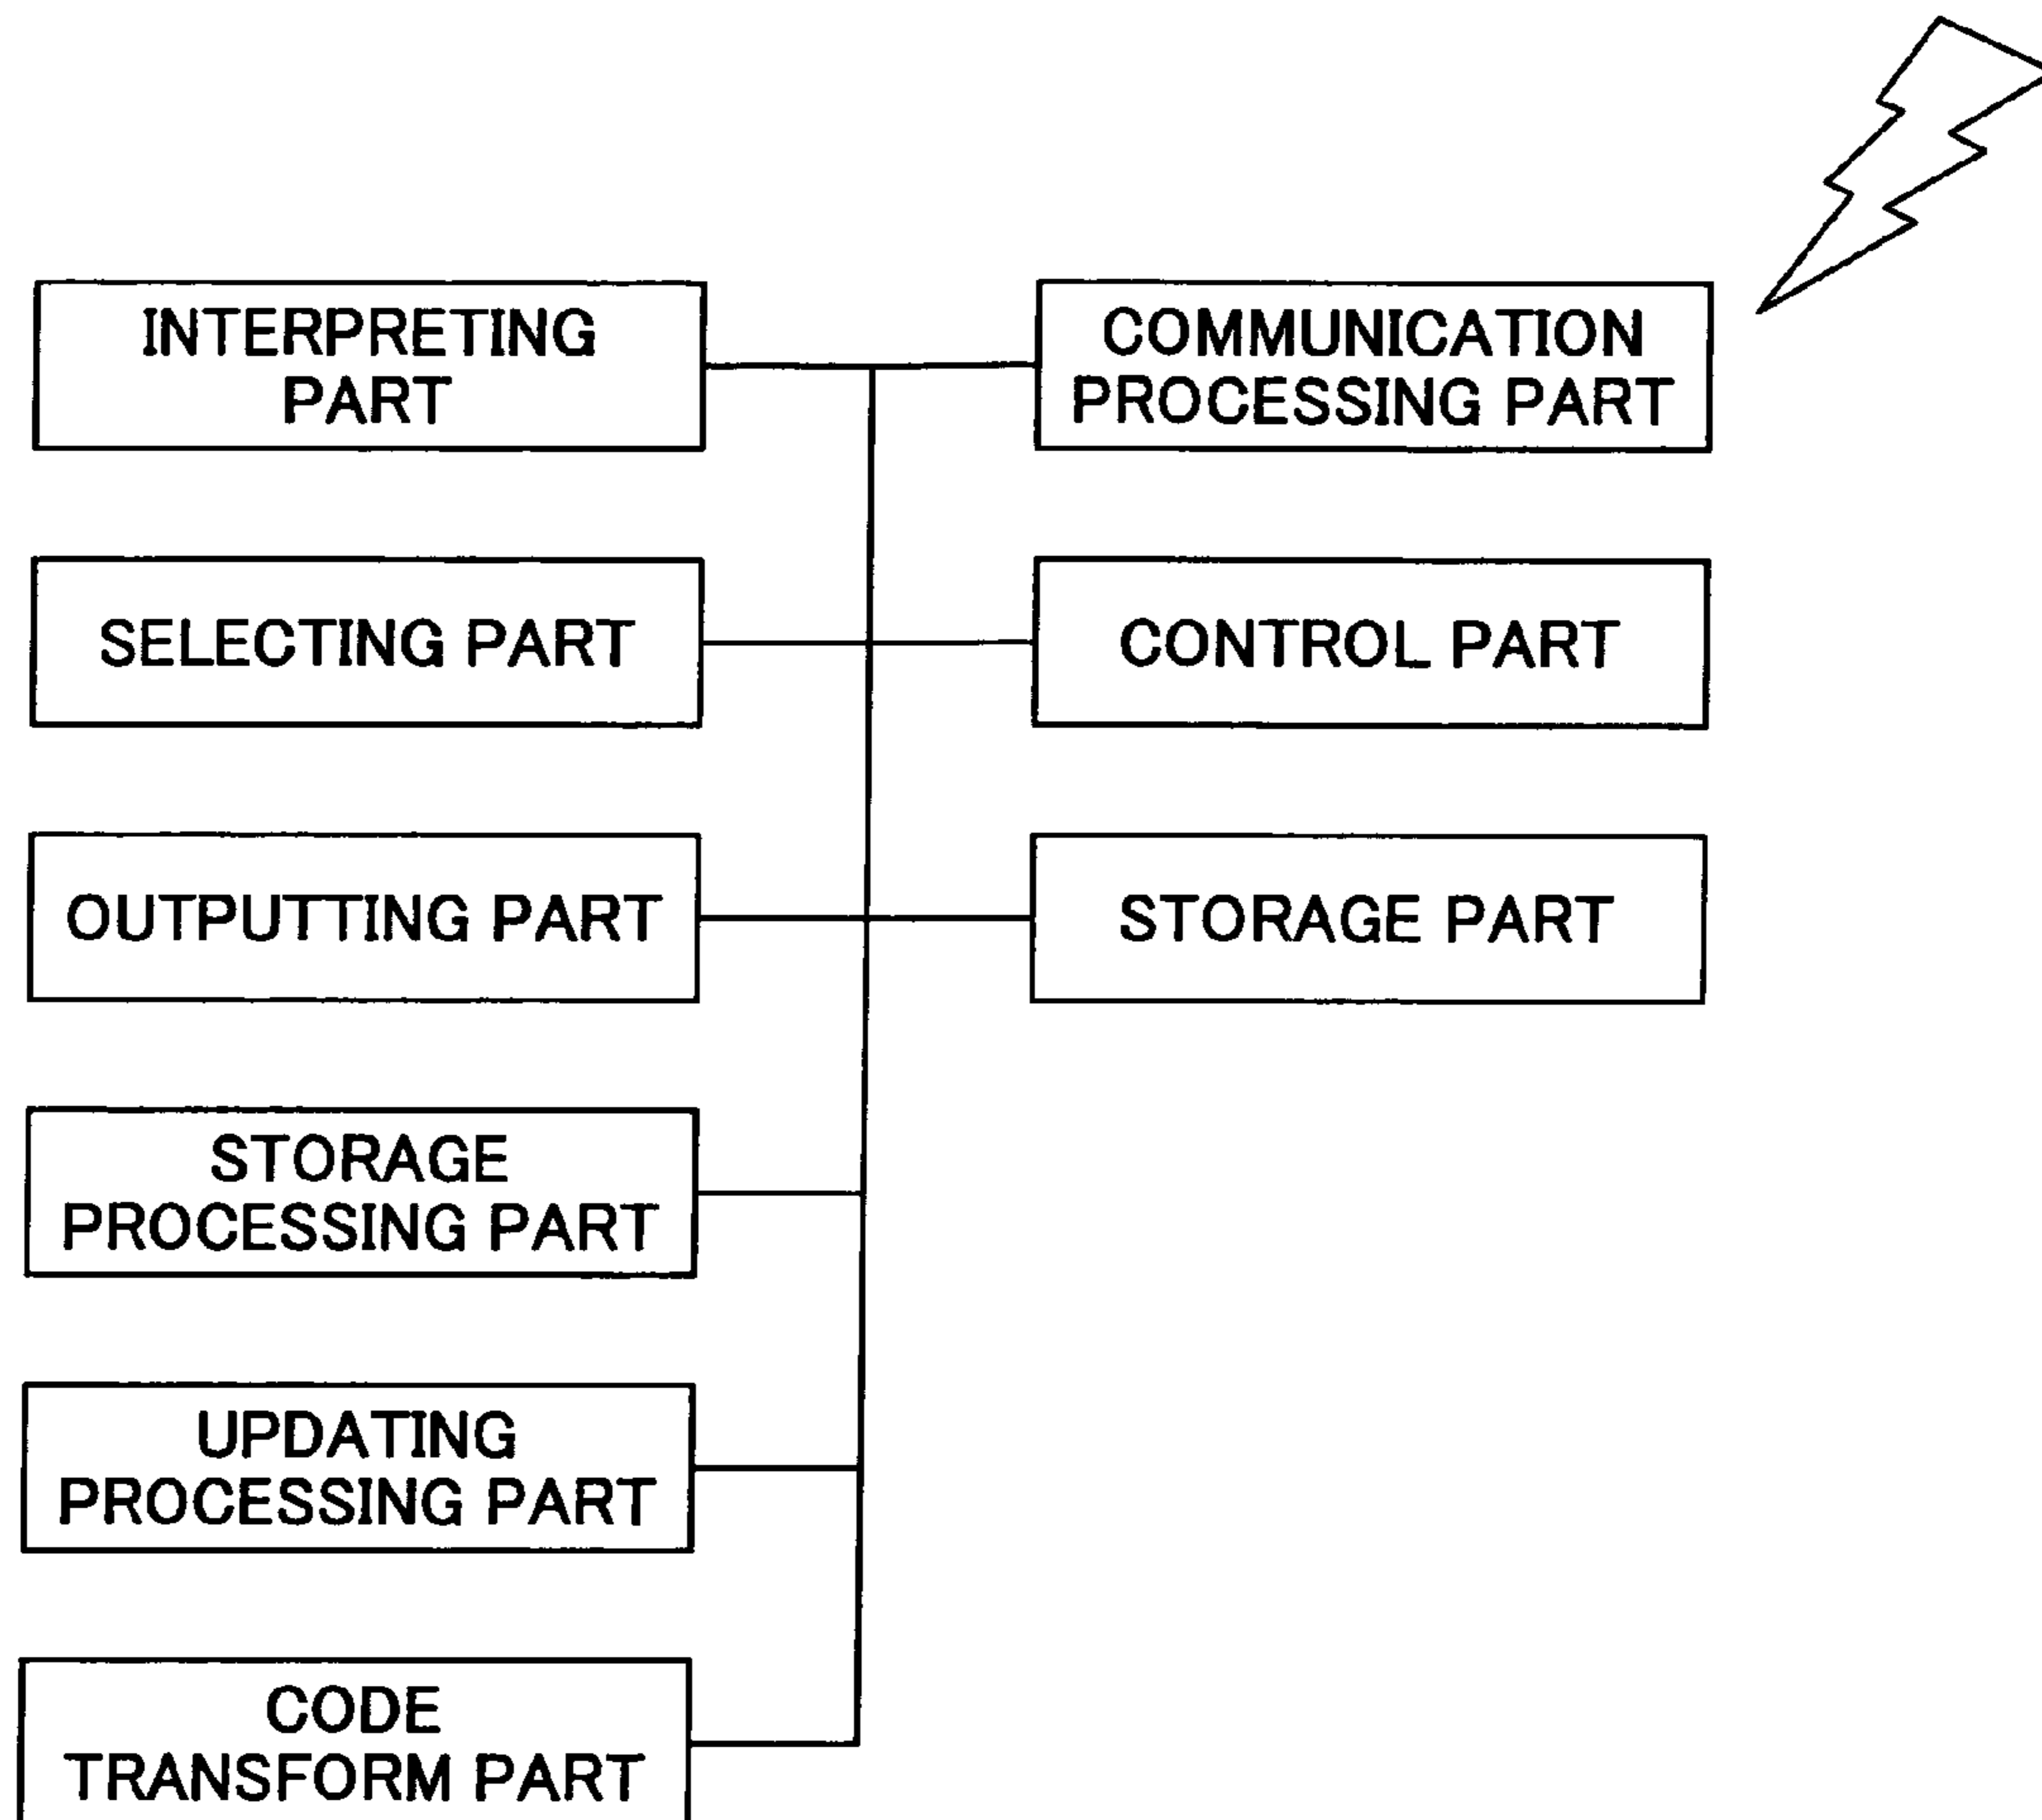 INTERPRETING
PART
COMMUNICATION
PROCESSING PART
SELECTING PART
CONTROL PART
OUTPUTTING PART
STORAGE PART
STORAGE
PROCESSING PART
UPDATING
PROCESSING PART
CODE
TRANSFORM PART